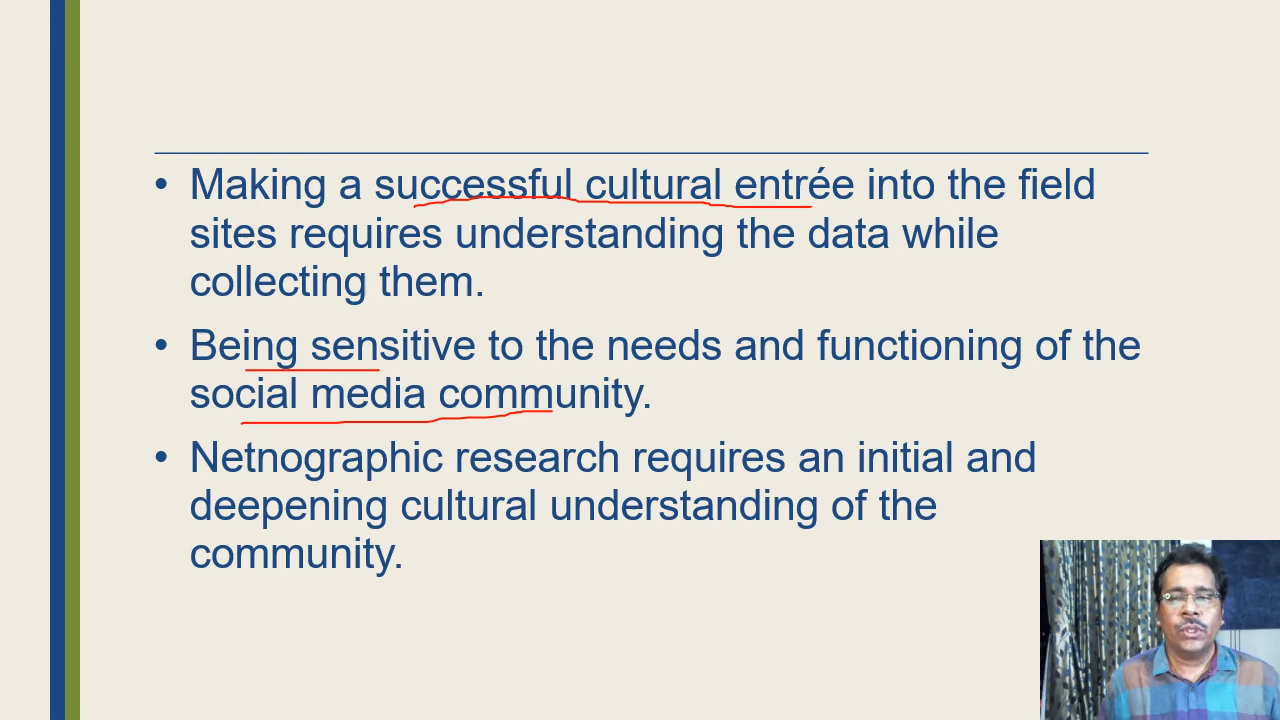 • Making a successful cultural entrée into the field
sites requires understanding the data while
collecting them.
• Being sensitive to the needs and functioning of the
social media community.
• Netnographic research requires an initial and
deepening cultural understanding of the
community.